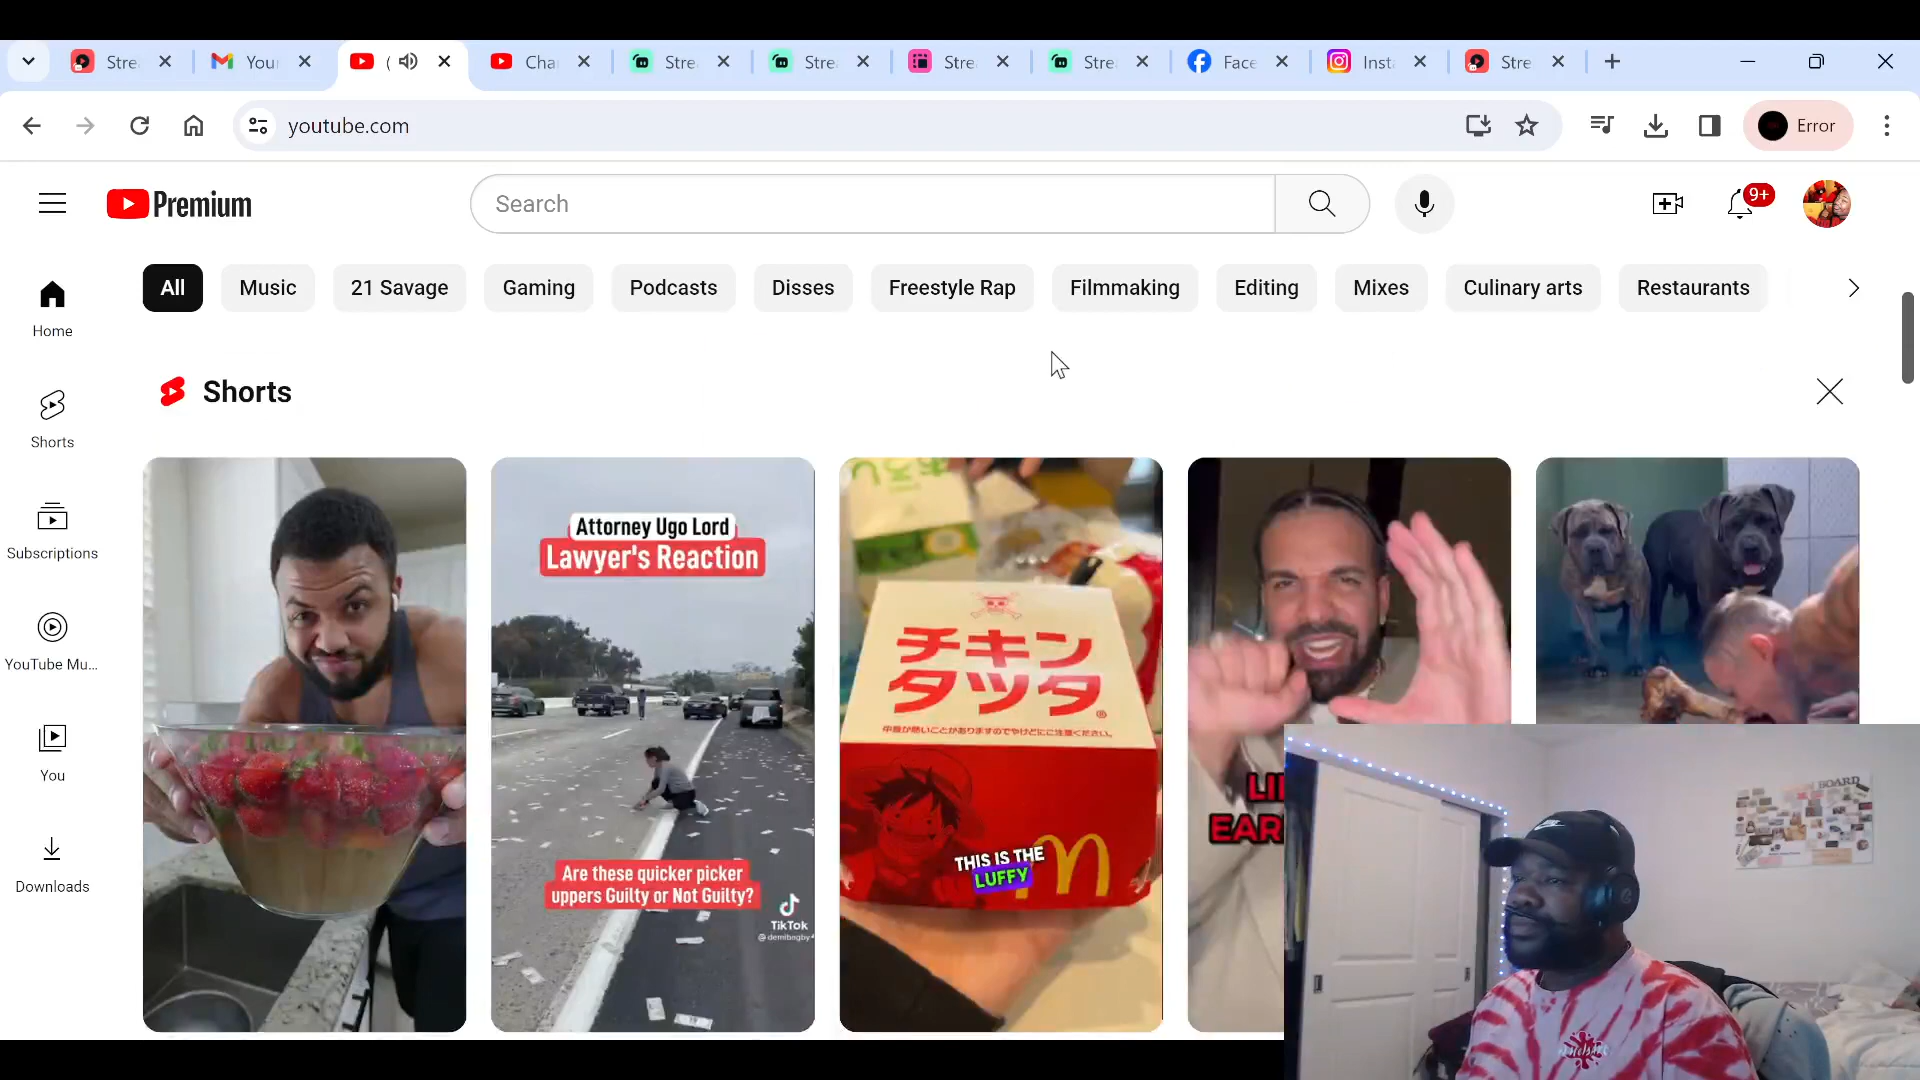 Stre
You
(
Cha
Stre
Stre
Stre
Stre
Face
Inst
Stre
youtube.com
Error
Premium
Search
9+
All
Music
21 Savage
Gaming
Podcasts
Disses
Freestyle Rap
Filmmaking
Editing
Mixes
Culinary arts
Restaurants
Home
Shorts
Subscriptions
YouTube Mu...
You
Downloads
Shorts
Attorney Ugo Lord
Lawyer's Reaction
Are these quicker picker
uppers Guilty or Not Guilty?
TikTok
チキン
タツタ®
THIS IS THE
LUFFY
EAR
BOARD